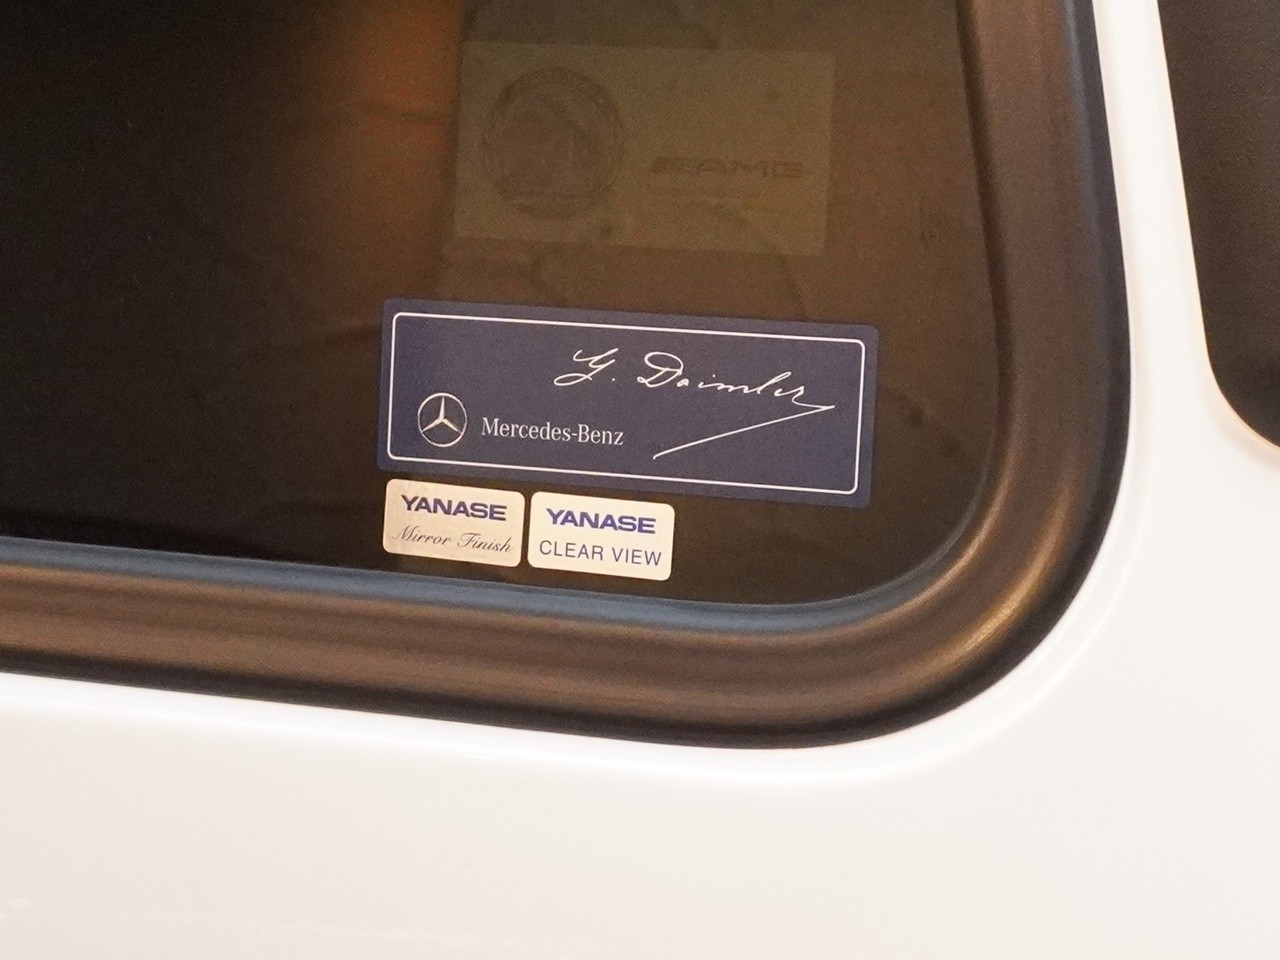 AMG
G. Daimler
Mercedes-Benz
YANASE
Mirror Finish
YANASE
CLEAR VIEW